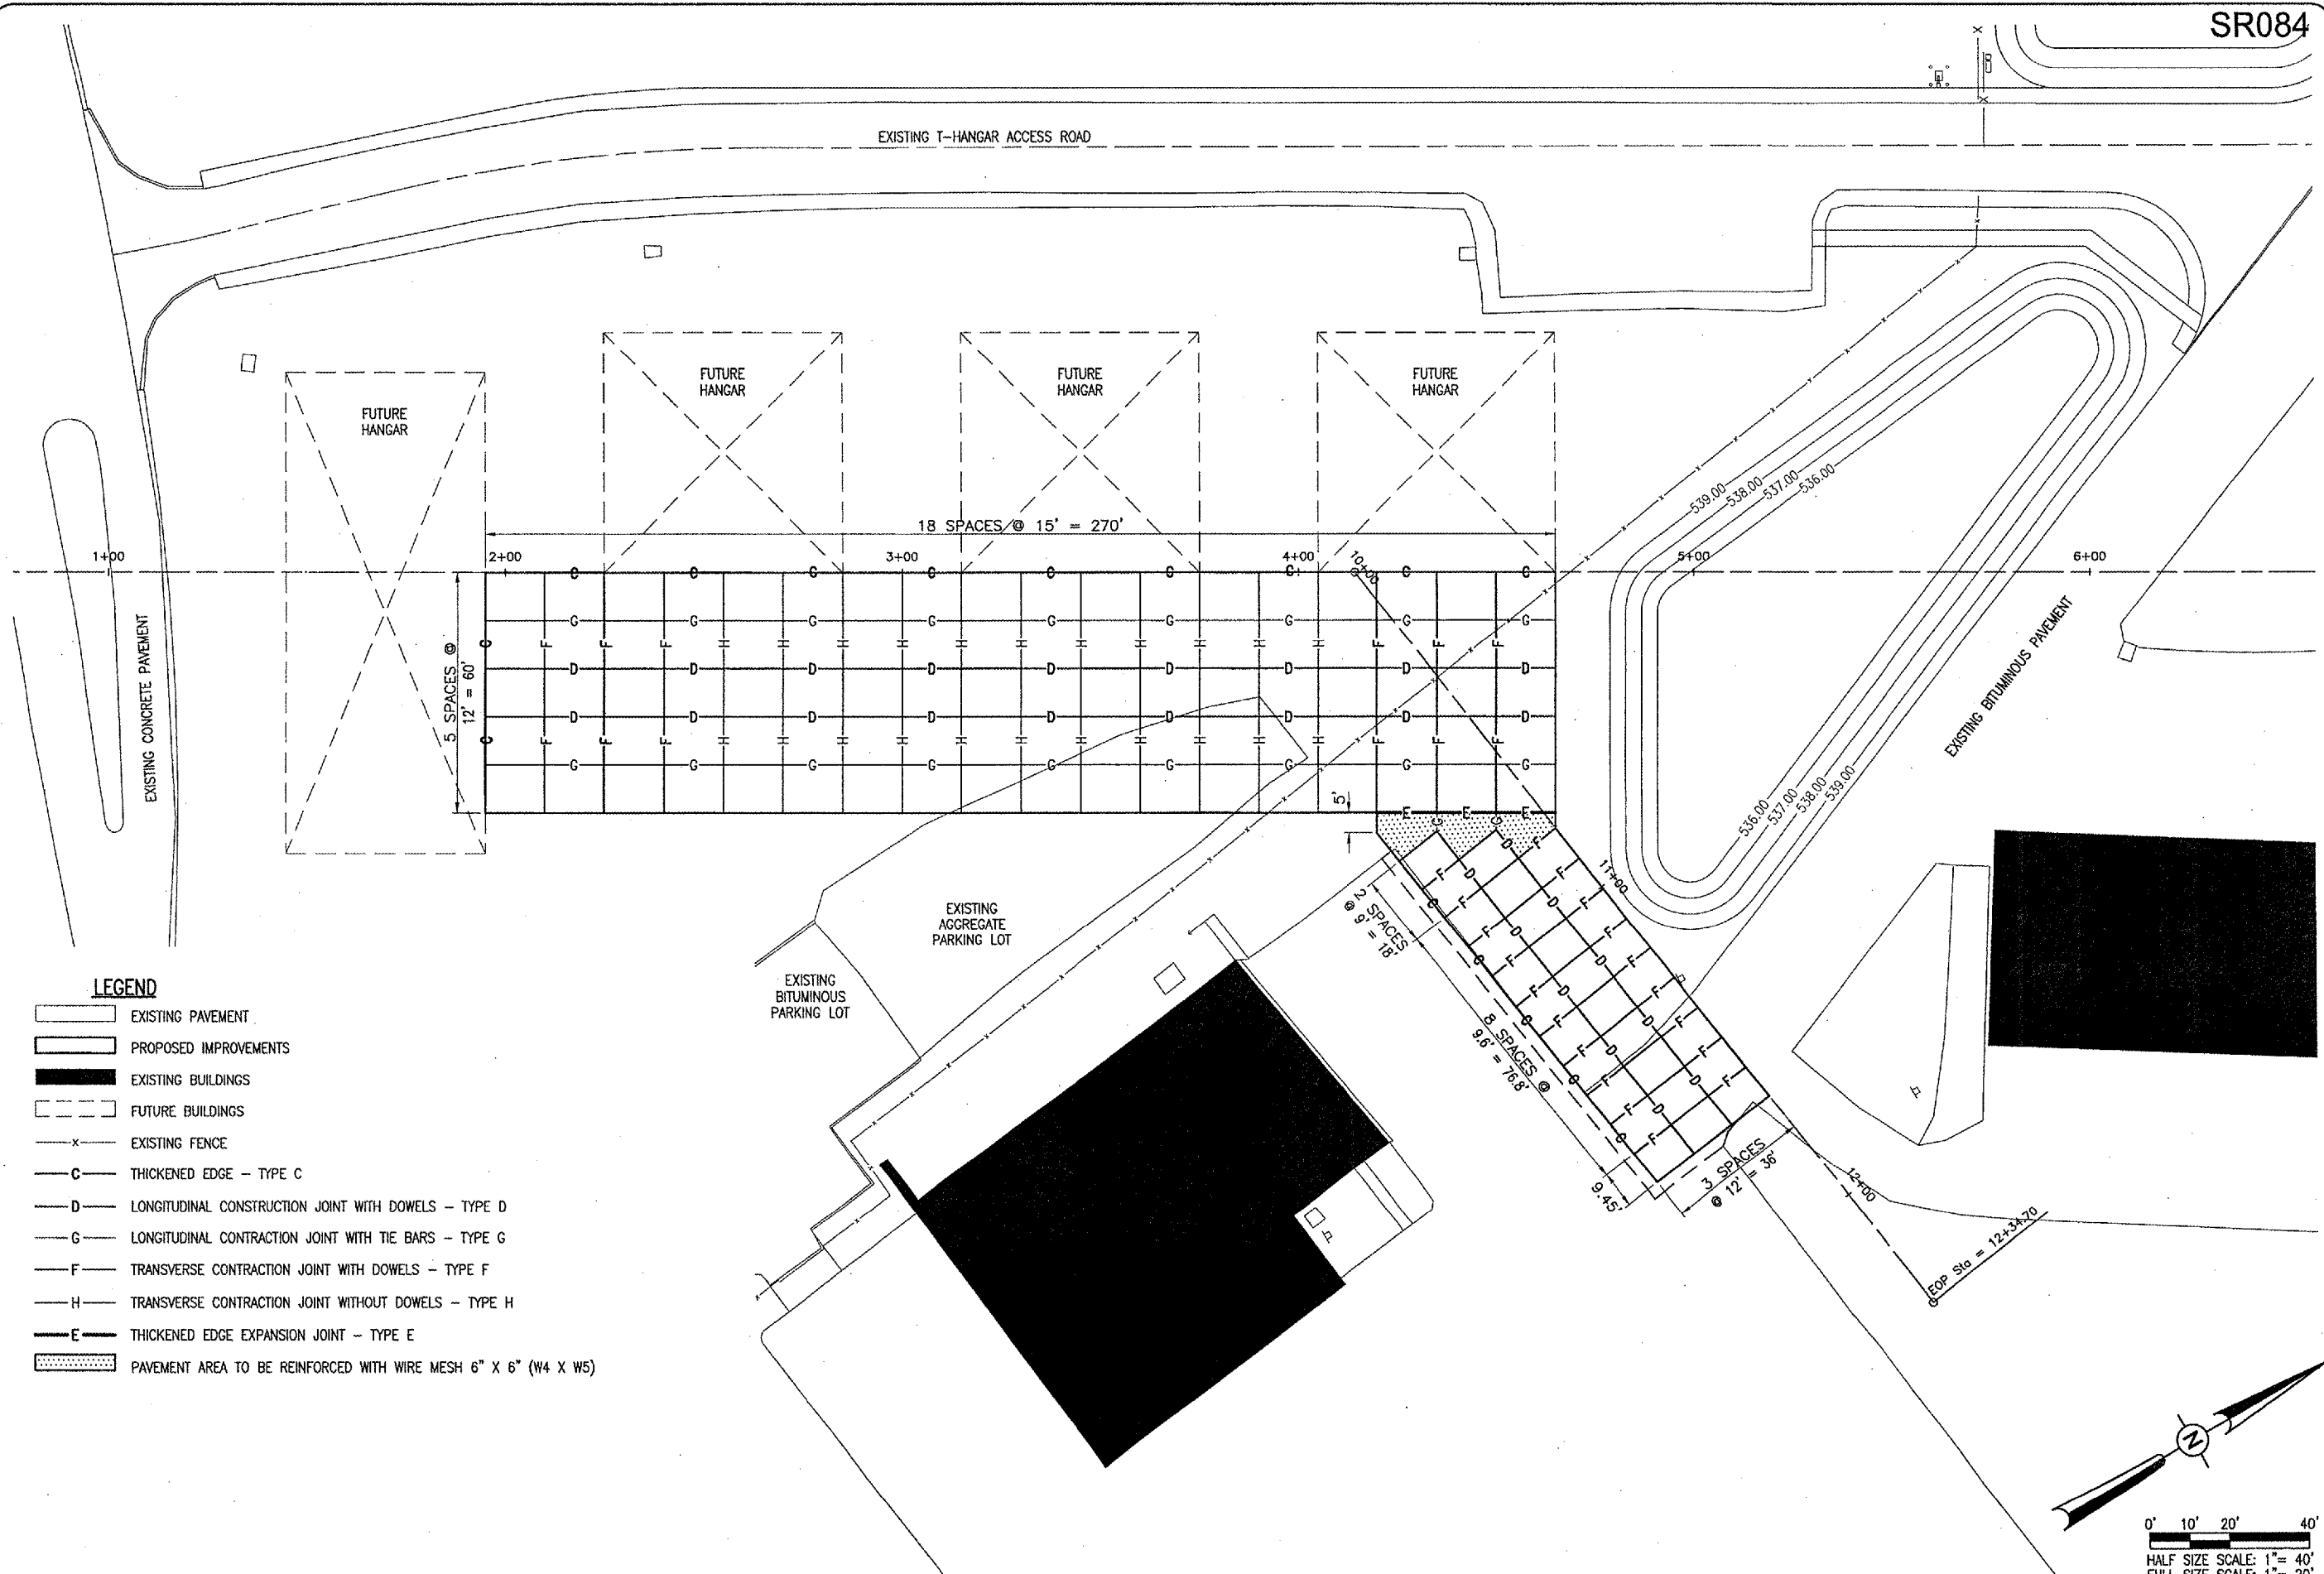 SR084
EXISTING T-HANGAR ACCESS ROAD
FUTURE
HANGAR
FUTURE
HANGAR
FUTURE
HANGAR
FUTURE
HANGAR
539.00
538.00
537.00
536.00
18 SPACES @ 15' = 270'
1+00
2+00
3+00
4+00
10+00
5+00
6+00
C C C C C C C C C
G G G G G G G G G
C F F F H H H H H H H H H H H F F F
D D D D D D D D D
D D D D D D D D D
C F F F H H H H H H H H H H H F F F
G G G G G G G G G
5 SPACES @
12' = 60'
EXISTING CONCRETE PAVEMENT
EXISTING BITUMINOUS PAVEMENT
5'
E E E
G G
536.00
537.00
538.00
539.00
11+00
2 SPACES
@ 9' = 18'
8 SPACES @
9.6' = 76.8'
9.45'
3 SPACES
@ 12' = 36'
12+00
EOP Sta = 12+34.70
EXISTING
AGGREGATE
PARKING LOT
EXISTING
BITUMINOUS
PARKING LOT
LEGEND
EXISTING PAVEMENT
PROPOSED IMPROVEMENTS
EXISTING BUILDINGS
FUTURE BUILDINGS
x EXISTING FENCE
C THICKENED EDGE - TYPE C
D LONGITUDINAL CONSTRUCTION JOINT WITH DOWELS - TYPE D
G LONGITUDINAL CONTRACTION JOINT WITH TIE BARS - TYPE G
F TRANSVERSE CONTRACTION JOINT WITH DOWELS - TYPE F
H TRANSVERSE CONTRACTION JOINT WITHOUT DOWELS - TYPE H
E THICKENED EDGE EXPANSION JOINT - TYPE E
PAVEMENT AREA TO BE REINFORCED WITH WIRE MESH 6" X 6" (W4 X W5)
N
0' 10' 20' 40'
HALF SIZE SCALE: 1"= 40'
FULL SIZE SCALE: 1"= 20'